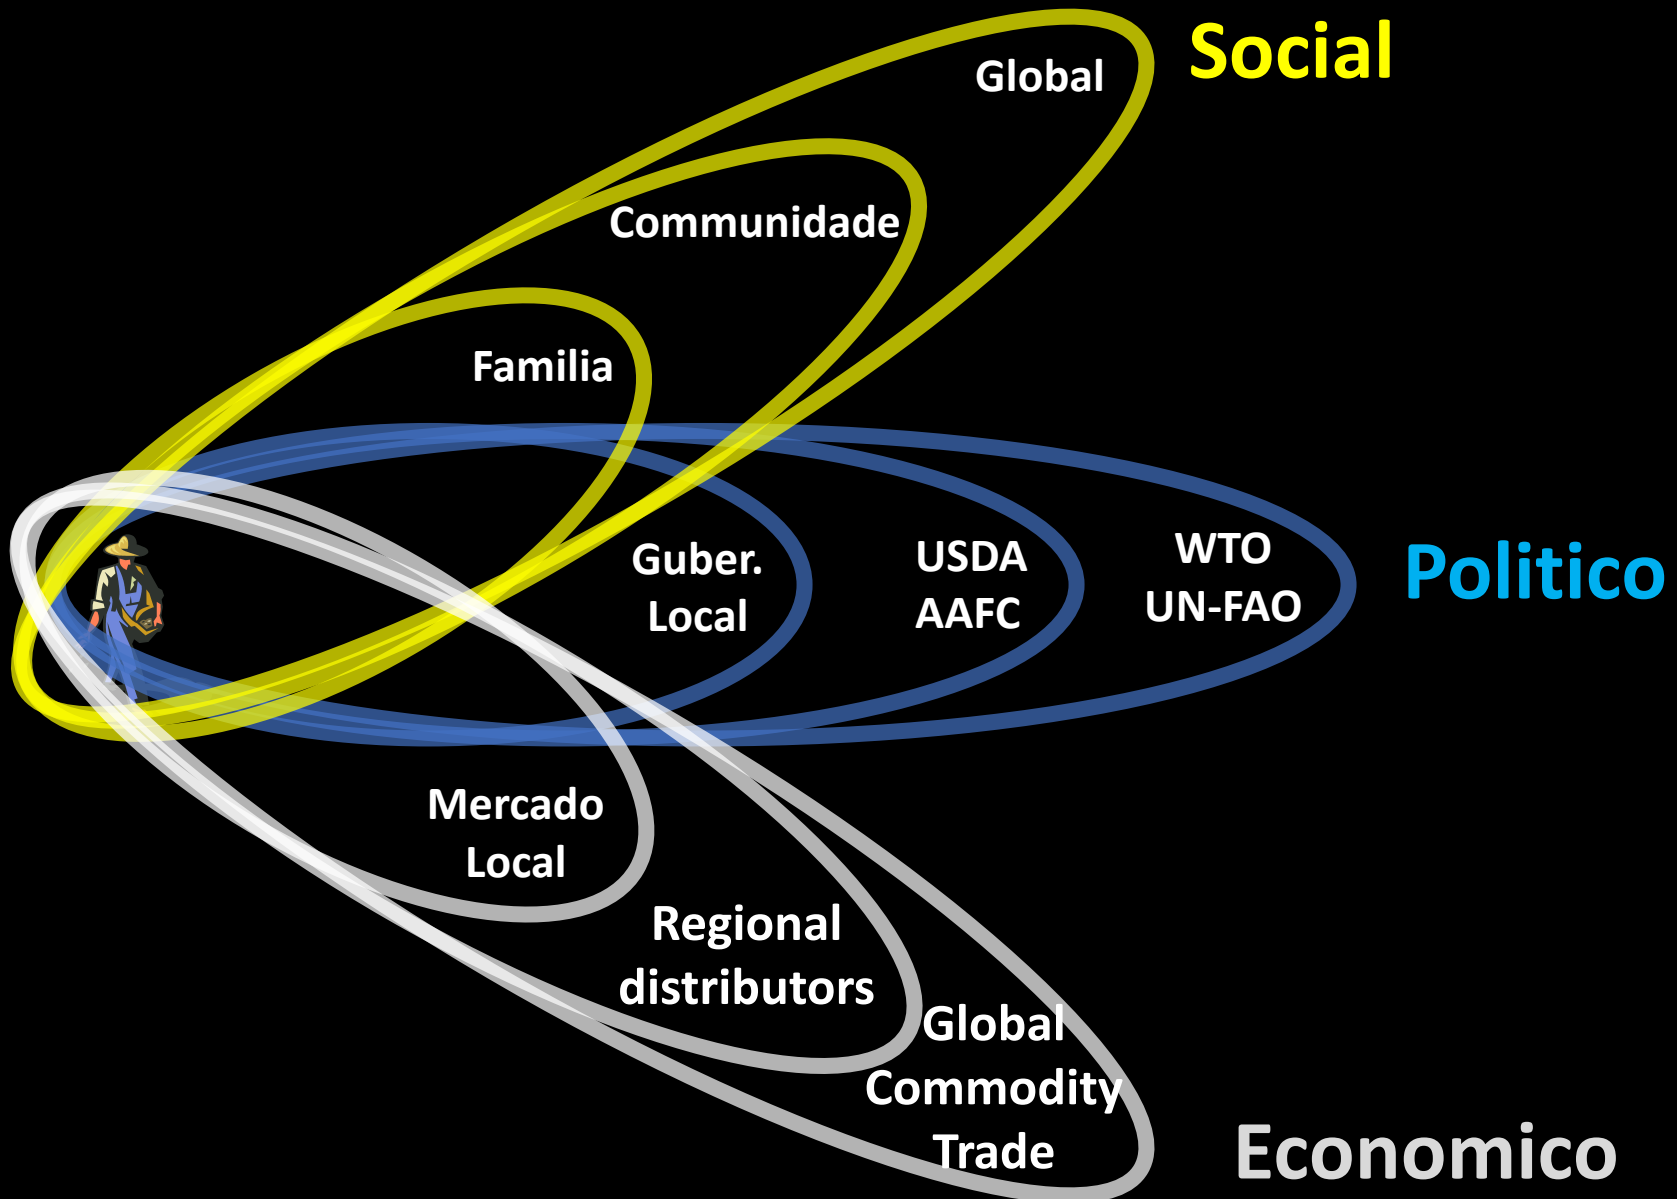 Social
Global
Communidade
Familia
Guber.
Local
USDA
AAFC
WTO
UN-FAO
Politico
Mercado
Local
Regional
distributors
Global
Commodity
Trade
Economico